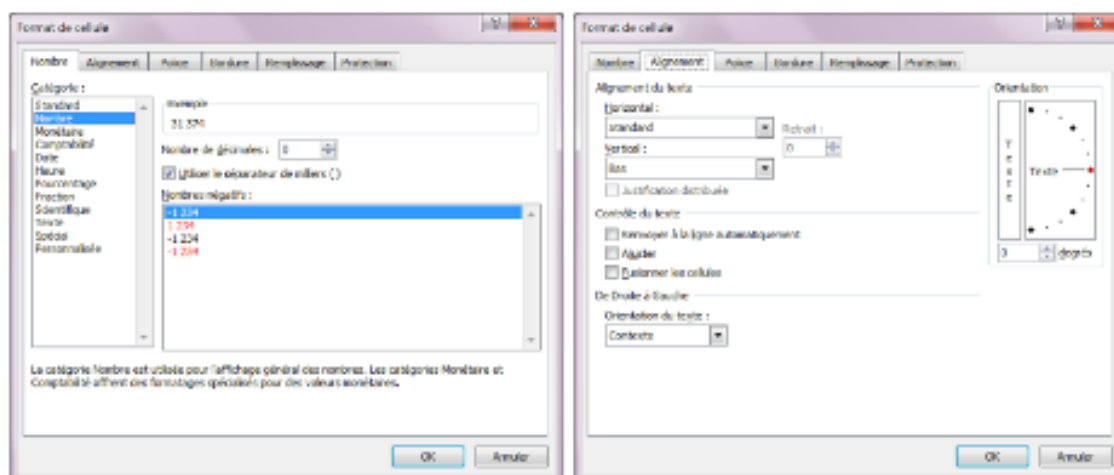 Format de cellule
Nombre Alignement Police Bordure Remplissage Protection
Catégorie :
Standard
Nombre
Monétaire
Comptabilité
Date
Heure
Pourcentage
Fraction
Scientifique
Texte
Spécial
Personnalisée
Exemple
31 374
Nombre de décimales : 0
Utiliser le séparateur de milliers ( )
Nombres négatifs :
-1 234
1 234
-1 234
-1 234
La catégorie Nombre est utilisée pour l'affichage général des nombres. Les catégories Monétaire et
Comptabilité offrent des formatages spécialisés pour des valeurs monétaires.
OK Annuler
Format de cellule
Nombre Alignement Police Bordure Remplissage Protection
Alignement du texte
Horizontal :
Standard
Retrait :
0
Vertical :
Bas
Justification distribuée
Contrôle du texte
Renvoyer à la ligne automatiquement
Ajuster
Fusionner les cellules
De Droite à Gauche
Orientation du texte :
Contexte
Orientation
Texte
Texte
0 degrés
OK Annuler